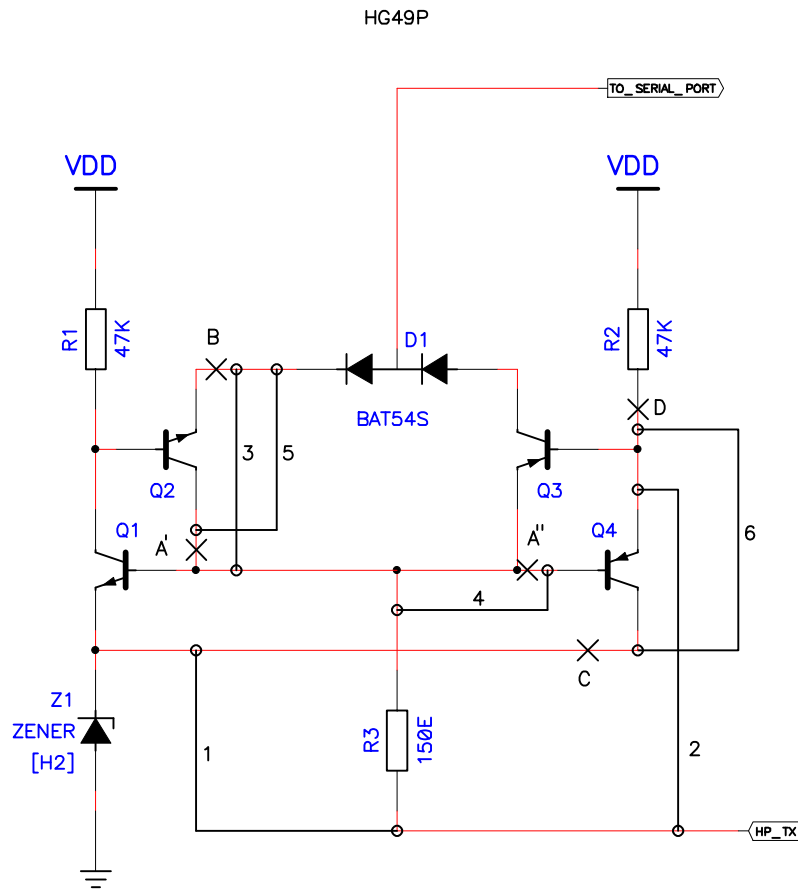 HG49P
TO_SERIAL_PORT
VDD
VDD
R1
47K
B
D1
R2
47K
BAT54S
D
3
5
Q2
Q3
6
Q1
A'
A"
Q4
4
C
Z1
ZENER
[H2]
1
R3
150E
2
HP_TX